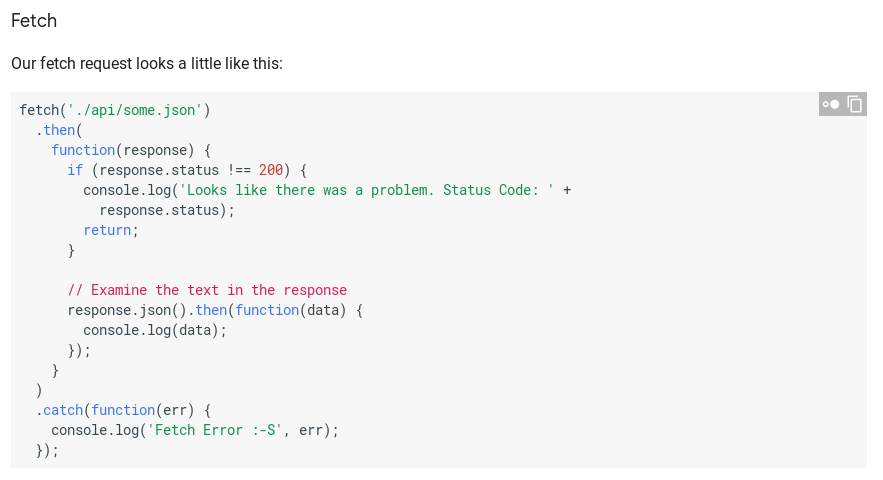 Fetch
Our fetch request looks a little like this:
fetch('./api/some.json')
  .then(
    function(response) {
      if (response.status !== 200) {
        console.log('Looks like there was a problem. Status Code: ' +
          response.status);
        return;
      }

      // Examine the text in the response
      response.json().then(function(data) {
        console.log(data);
      });
    }
  )
  .catch(function(err) {
    console.log('Fetch Error :-S', err);
  });